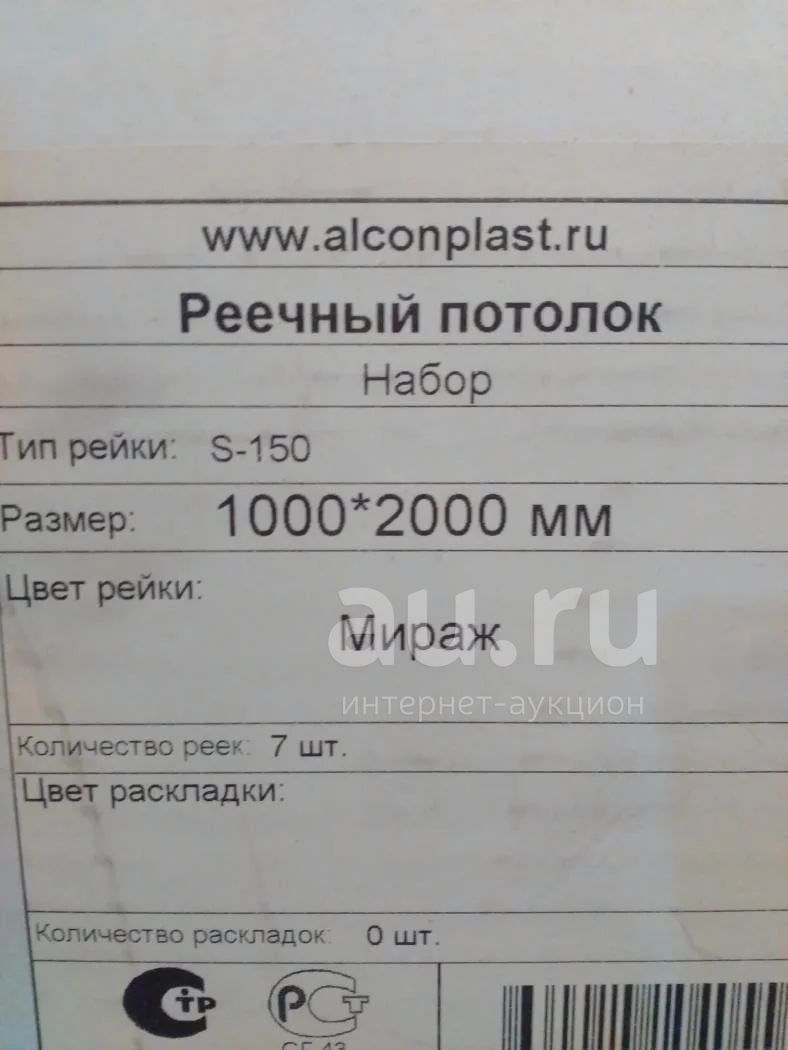 www.alconplast.ru
Реечный потолок
Набор
Тип рейки: S-150
Размер: 1000*2000 мм
Цвет рейки:
Мираж
au.ru
интернет-аукцион
Количество реек: 7 шт.
Цвет раскладки:
Количество раскладок: 0 шт.